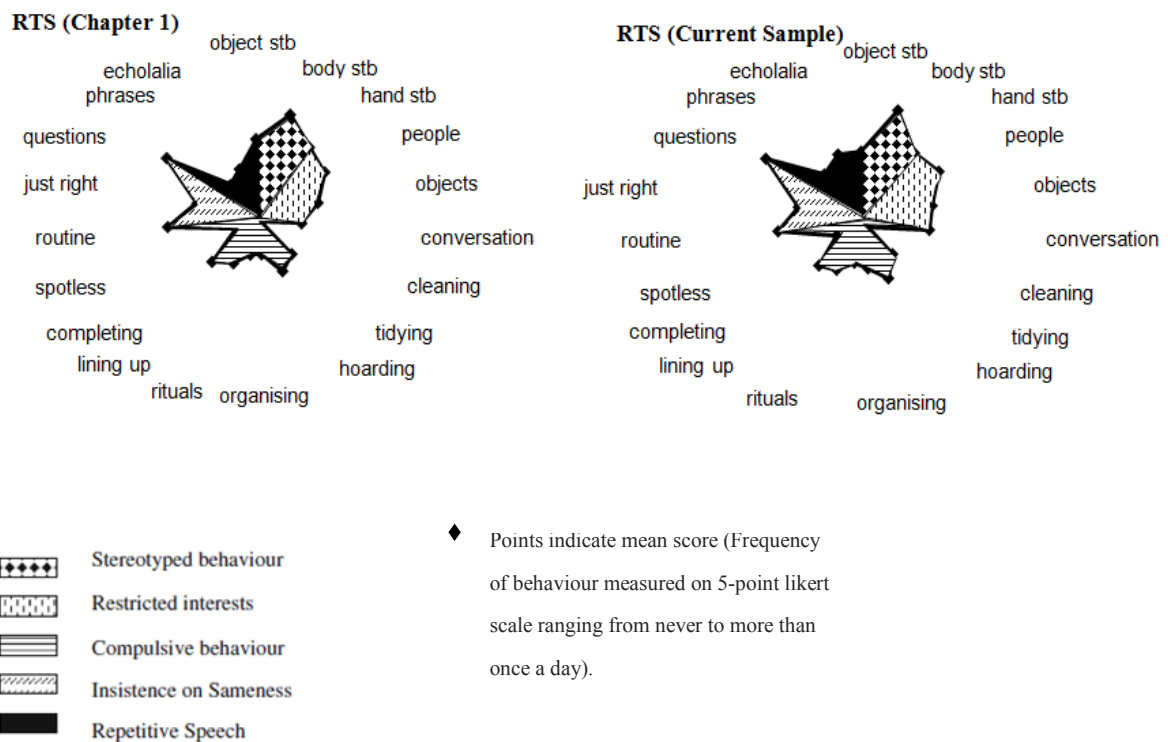 RTS (Chapter 1)
object stb
body stb
hand stb
people
objects
conversation
cleaning
tidying
hoarding
organising
rituals
lining up
completing
spotless
routine
just right
questions
phrases
echolalia
RTS (Current Sample)
object stb
body stb
hand stb
people
objects
conversation
cleaning
tidying
hoarding
organising
rituals
lining up
completing
spotless
routine
just right
questions
phrases
echolalia
Stereotyped behaviour
Restricted interests
Compulsive behaviour
Insistence on Sameness
Repetitive Speech
Points indicate mean score (Frequency
of behaviour measured on 5-point likert
scale ranging from never to more than
once a day).